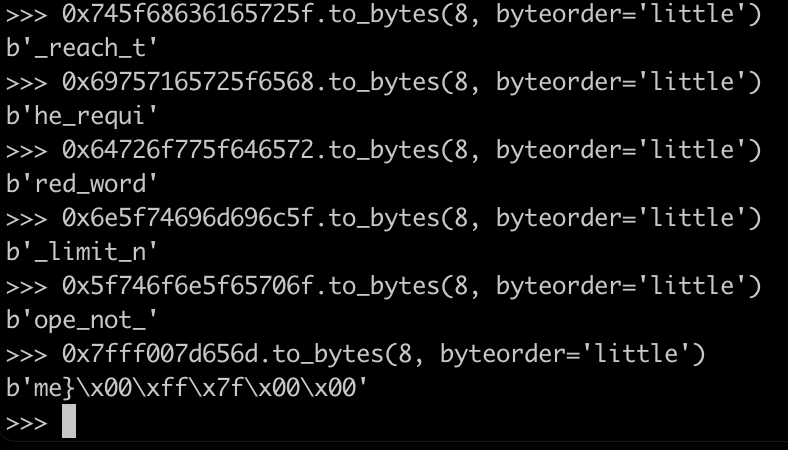 >>> 0x745f68636165725f.to_bytes(8, byteorder='little')
b'_reach_t'
>>> 0x69757165725f6568.to_bytes(8, byteorder='little')
b'he_requi'
>>> 0x64726f775f646572.to_bytes(8, byteorder='little')
b'red_word'
>>> 0x6e5f74696d696c5f.to_bytes(8, byteorder='little')
b'_limit_n'
>>> 0x5f746f6e5f65706f.to_bytes(8, byteorder='little')
b'ope_not_'
>>> 0x7fff007d656d.to_bytes(8, byteorder='little')
b'me}\x00\xff\x7f\x00\x00'
>>>